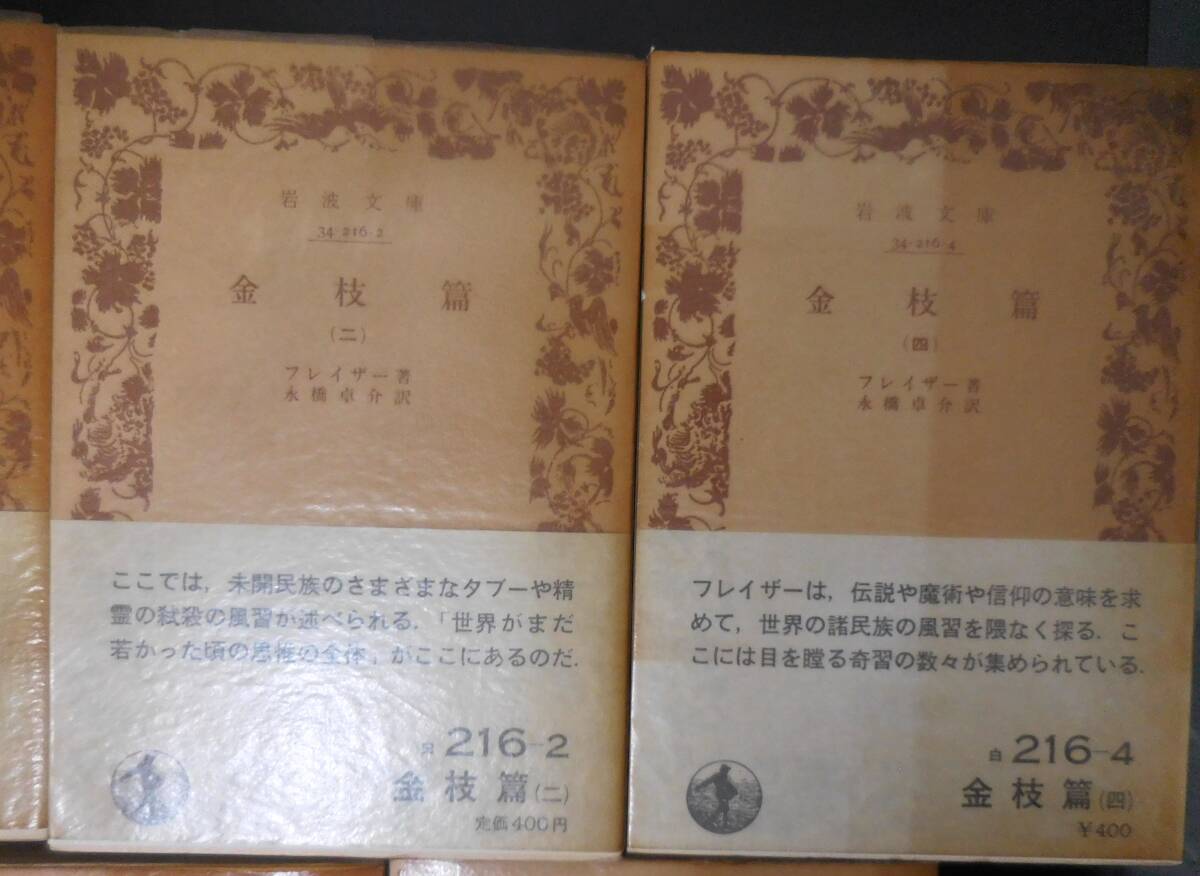 岩波文庫
34-216-2
金枝篇
(二)
フレイザー著
永橋卓介訳
ここでは,未開民族のさまざまなタブーや精
霊の弑殺の風習が述べられる.「世界がまだ
若かった頃の思惟の全体」がここにあるのだ.
白 216-2
金枝篇(二)
定価400円
岩波文庫
34-216-4
金枝篇
(四)
フレイザー著
永橋卓介訳
フレイザーは,伝説や魔術や信仰の意味を求
めて,世界の諸民族の風習を隈なく探る.こ
こには目を瞠る奇習の数々が集められている.
白 216-4
金枝篇(四)
¥400